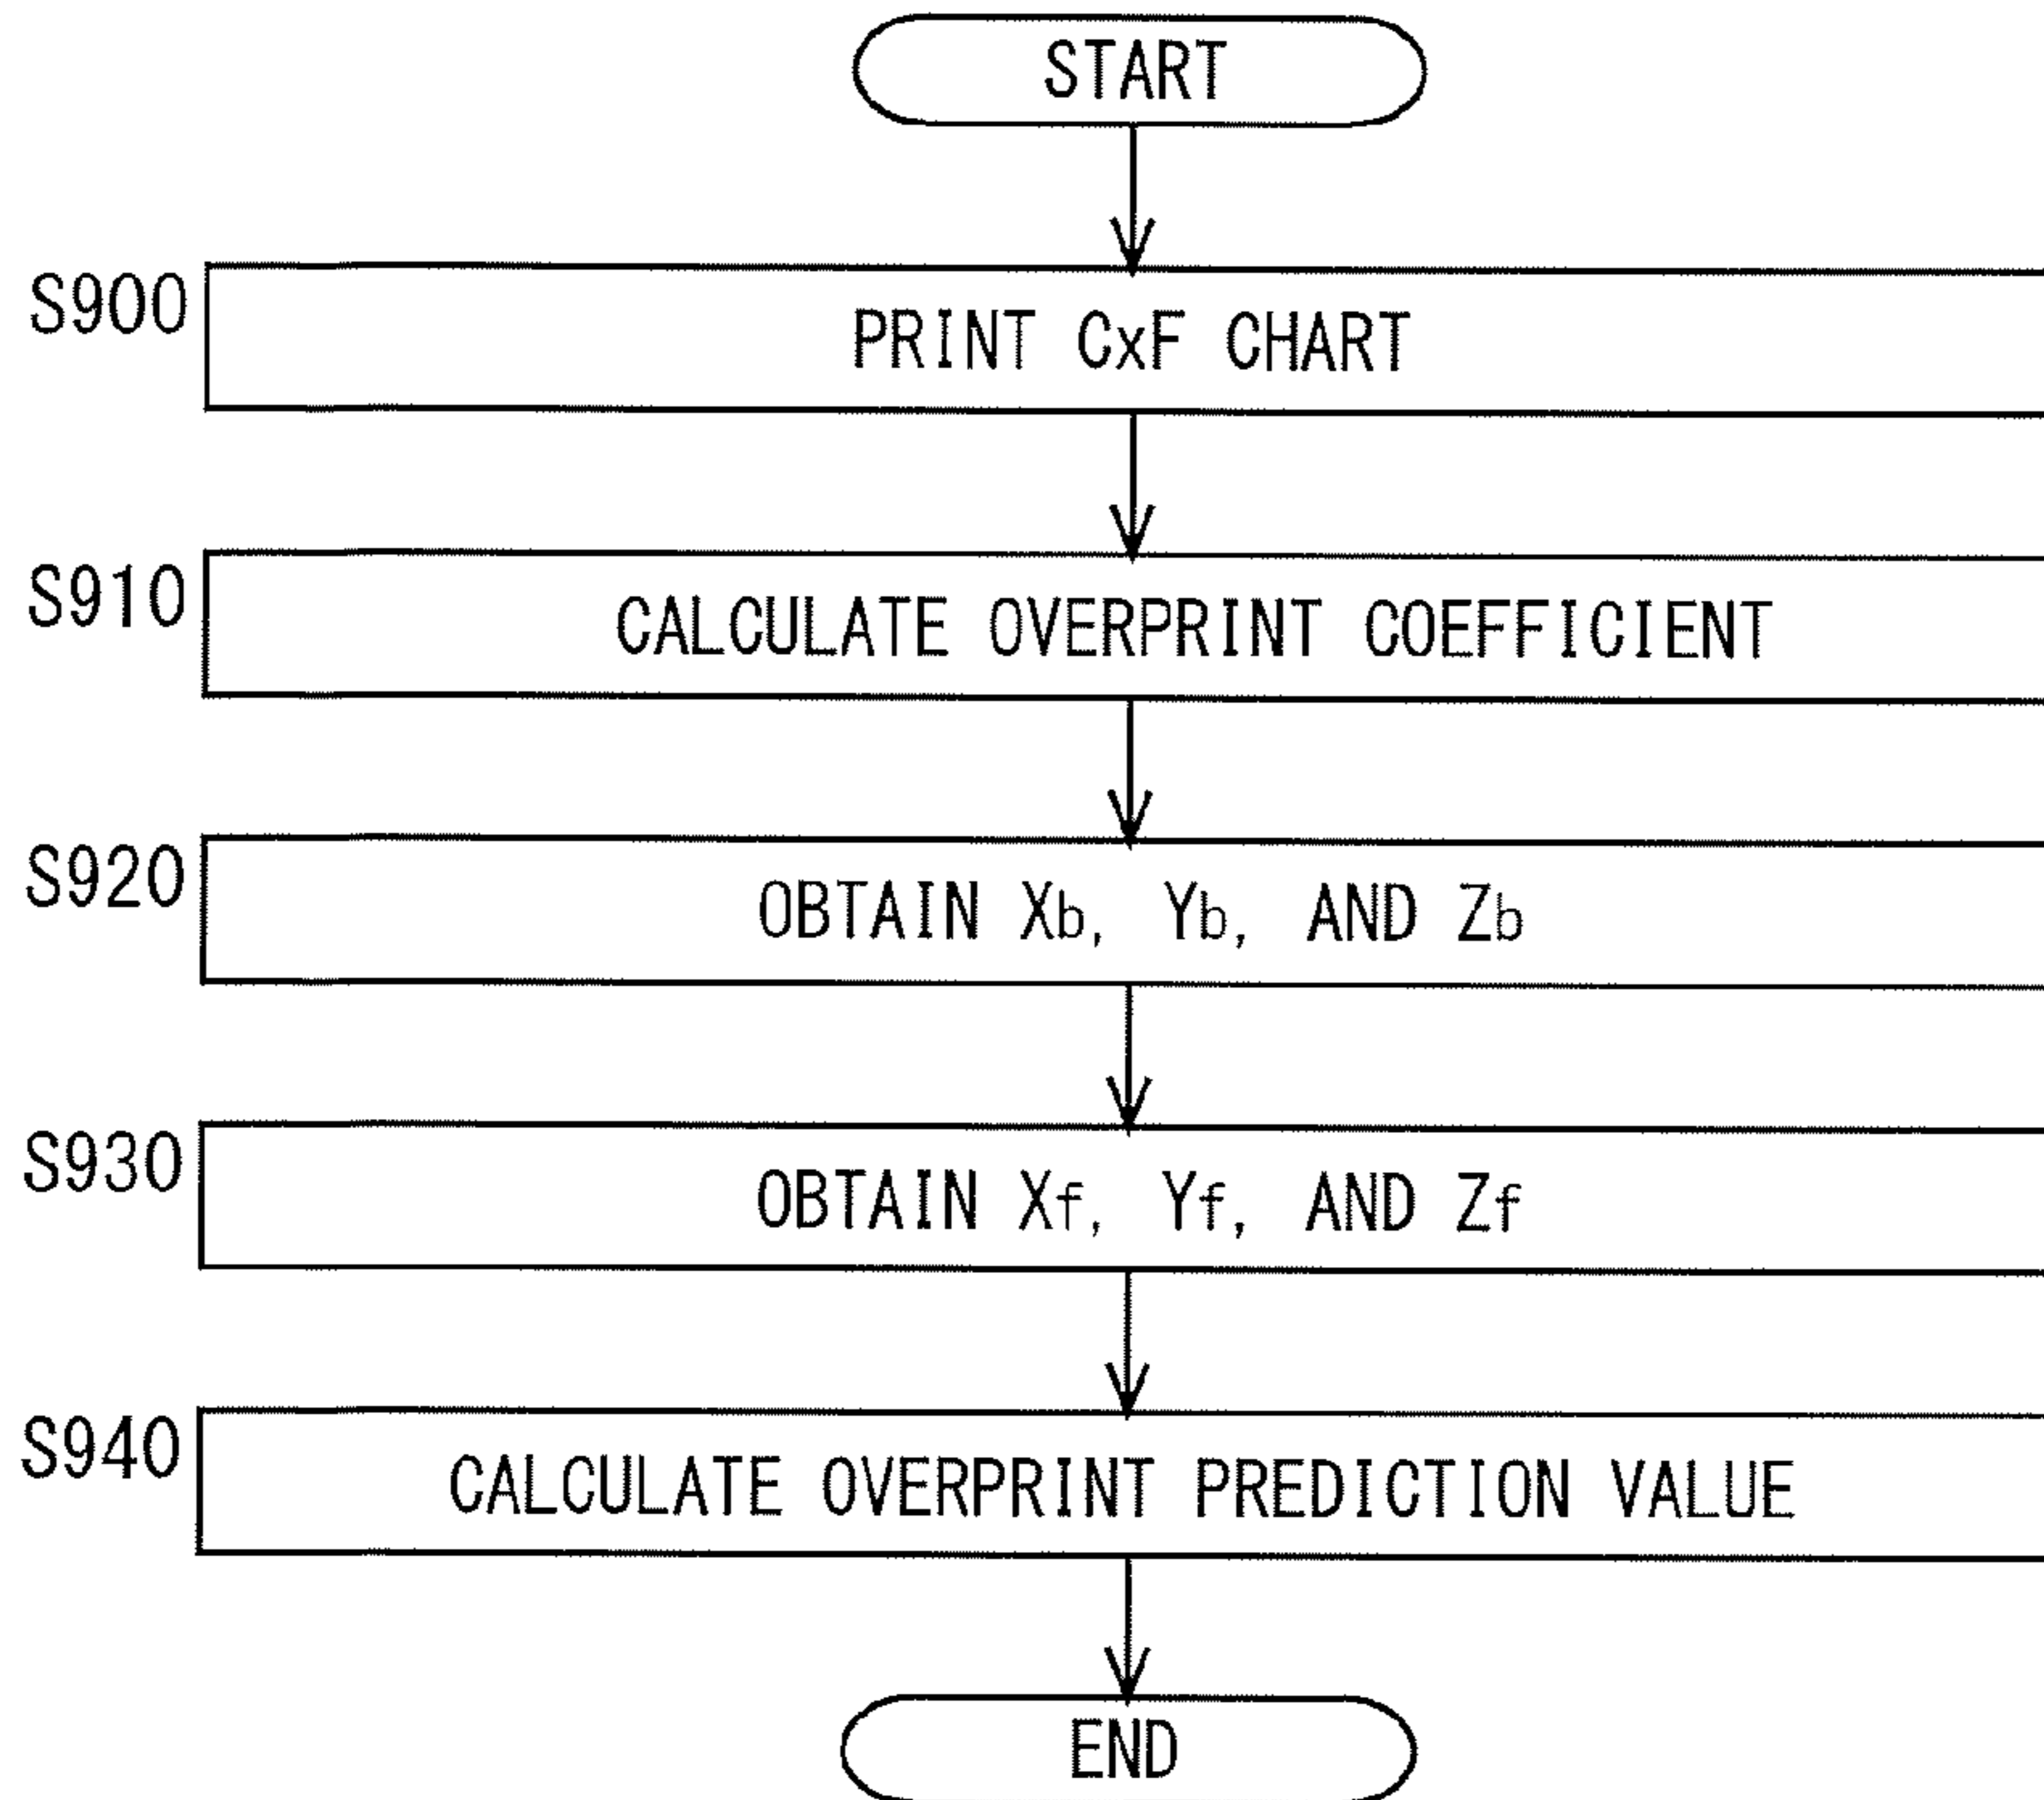 START
S900
PRINT CxF CHART
S910
CALCULATE OVERPRINT COEFFICIENT
S920
OBTAIN Xb, Yb, AND Zb
S930
OBTAIN Xf, Yf, AND Zf
S940
CALCULATE OVERPRINT PREDICTION VALUE
END